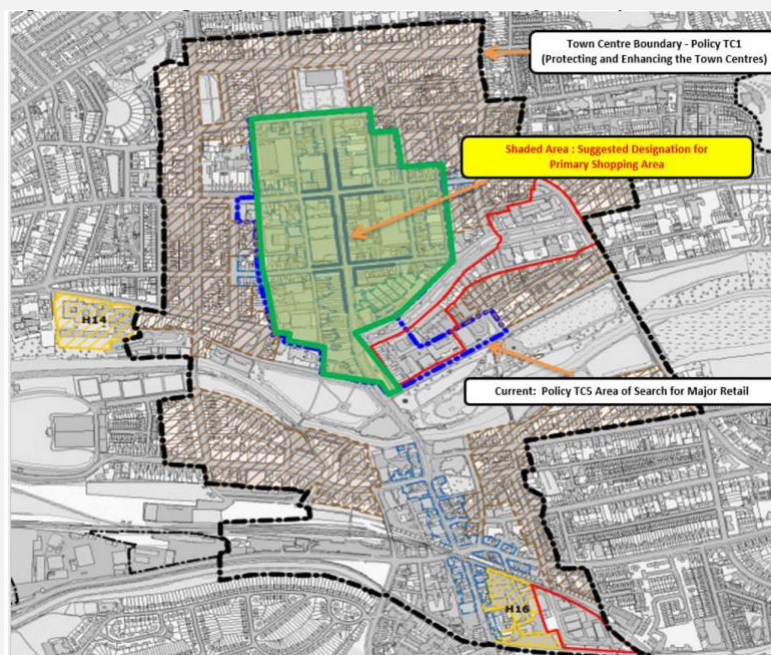 Town Centre Boundary - Policy TC1
(Protecting and Enhancing the Town Centres)
Shaded Area : Suggested Designation for
Primary Shopping Area
H14
Current: Policy TC5 Area of Search for Major Retail
H16